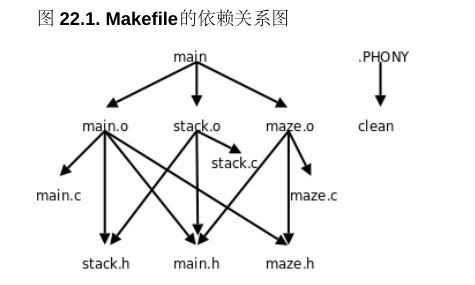 图 22.1. Makefile的依赖关系图
main .PHONY
main.o stack.o maze.o clean
stack.c
main.c maze.c
stack.h main.h maze.h